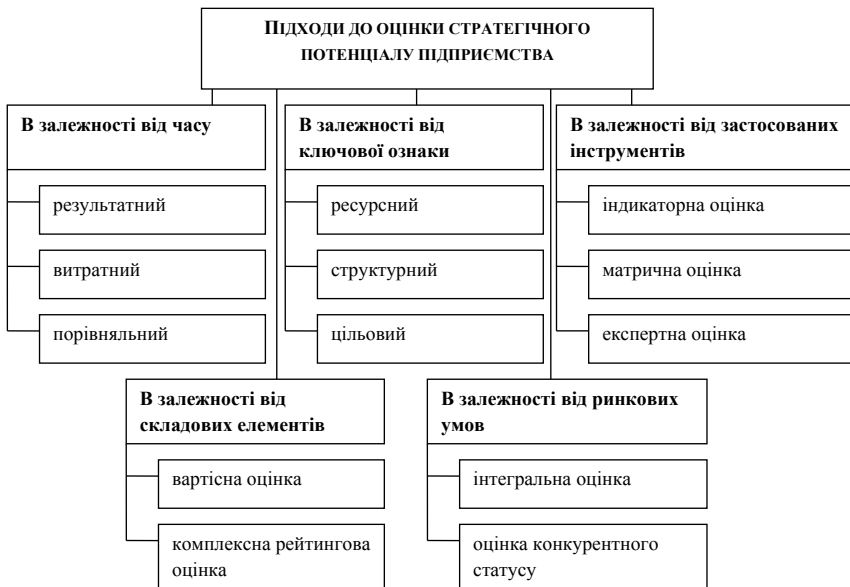 ПІДХОДИ ДО ОЦІНКИ СТРАТЕГІЧНОГО
ПОТЕНЦІАЛУ ПІДПРИЄМСТВА
В залежності від часу
результатний
витратний
порівняльний
В залежності від
ключової ознаки
ресурсний
структурний
цільовий
В залежності від застосованих
інструментів
індикаторна оцінка
матрична оцінка
експертна оцінка
В залежності від
складових елементів
вартісна оцінка
комплексна рейтингова
оцінка
В залежності від ринкових
умов
інтегральна оцінка
оцінка конкурентного
статусу